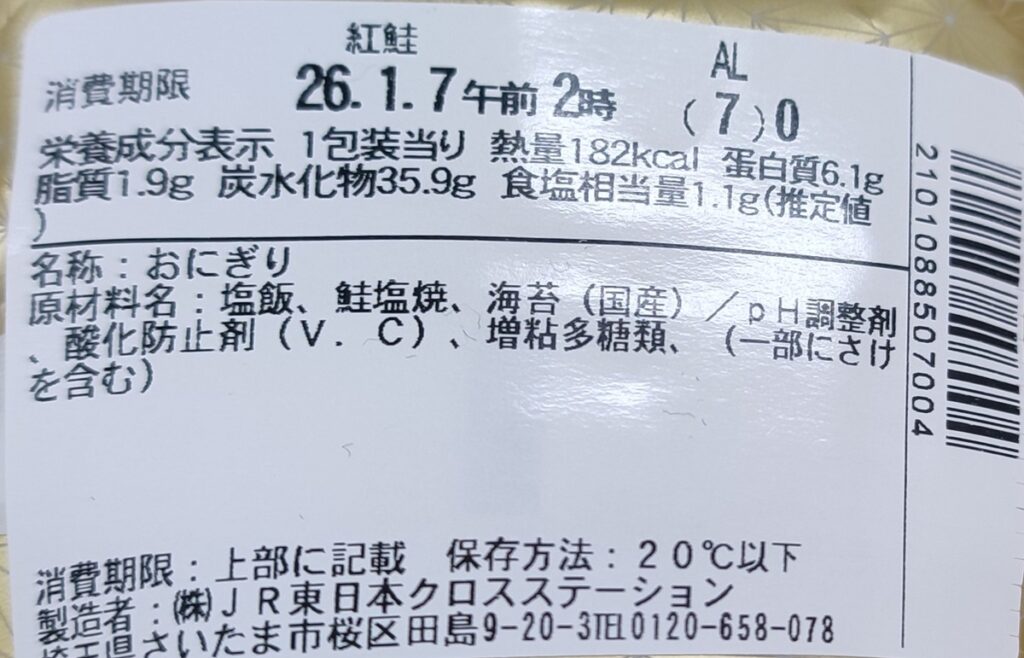 紅鮭
消費期限 26.1.7午前2時
AL
(7)0
栄養成分表示 1包装当り 熱量182kcal 蛋白質6.1g
脂質1.9g 炭水化物35.9g 食塩相当量1.1g(推定値
)
名称：おにぎり
原材料名：塩飯、鮭塩焼、海苔（国産）／ｐＨ調整剤
、酸化防止剤（Ｖ．Ｃ）、増粘多糖類、（一部にさけ
を含む）
2101088507004
消費期限：上部に記載 保存方法：２０℃以下
製造者：㈱ＪＲ東日本クロスステーション
埼玉県さいたま市桜区田島9-20-3℡0120-658-078